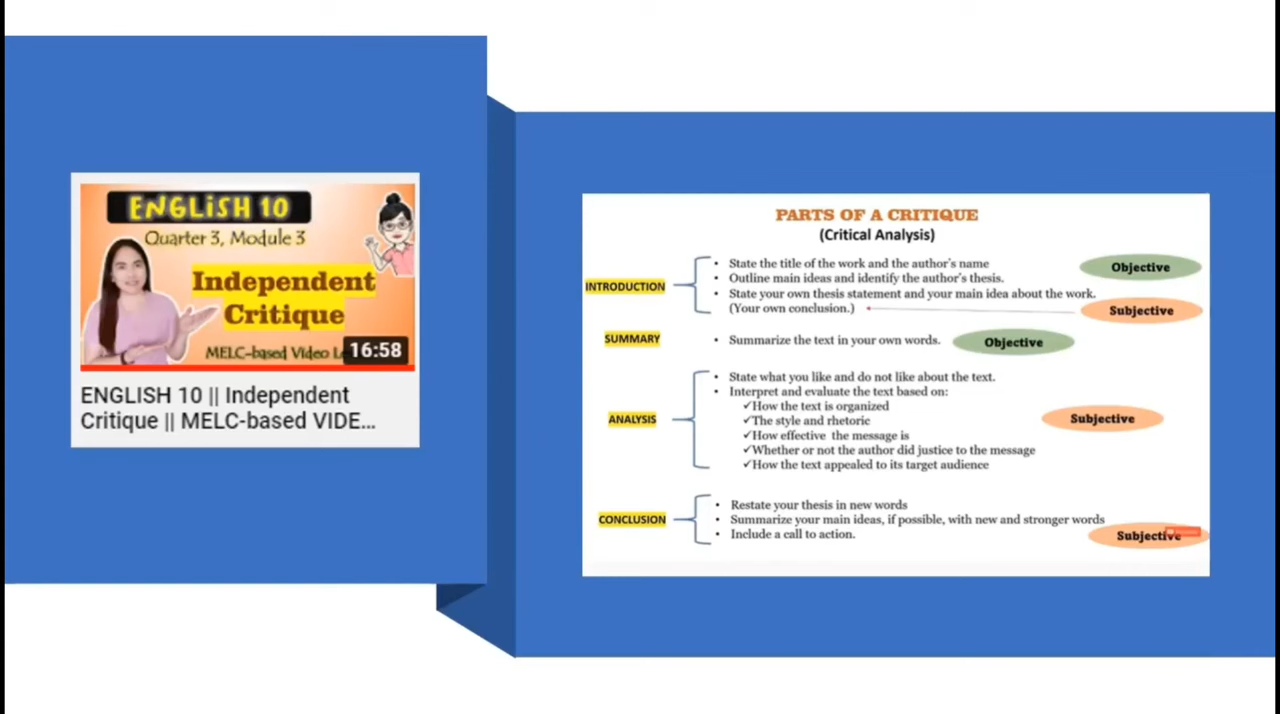 ENGLISH 10
Quarter 3, Module 3
Independent
Critique
MELC-based Video
16:58
ENGLISH 10 || Independent
Critique || MELC-based VIDE...
PARTS OF A CRITIQUE
(Critical Analysis)
INTRODUCTION
• State the title of the work and the author's name
• Outline main ideas and identify the author's thesis.
• State your own thesis statement and your main idea about the work.
(Your own conclusion.)
Objective
Subjective
SUMMARY
• Summarize the text in your own words.
Objective
ANALYSIS
• State what you like and do not like about the text.
• Interpret and evaluate the text based on:
✓How the text is organized
✓The style and rhetoric
✓How effective the message is
✓Whether or not the author did justice to the message
✓How the text appealed to its target audience
Subjective
CONCLUSION
• Restate your thesis in new words
• Summarize your main ideas, if possible, with new and stronger words
• Include a call to action.
Subjective